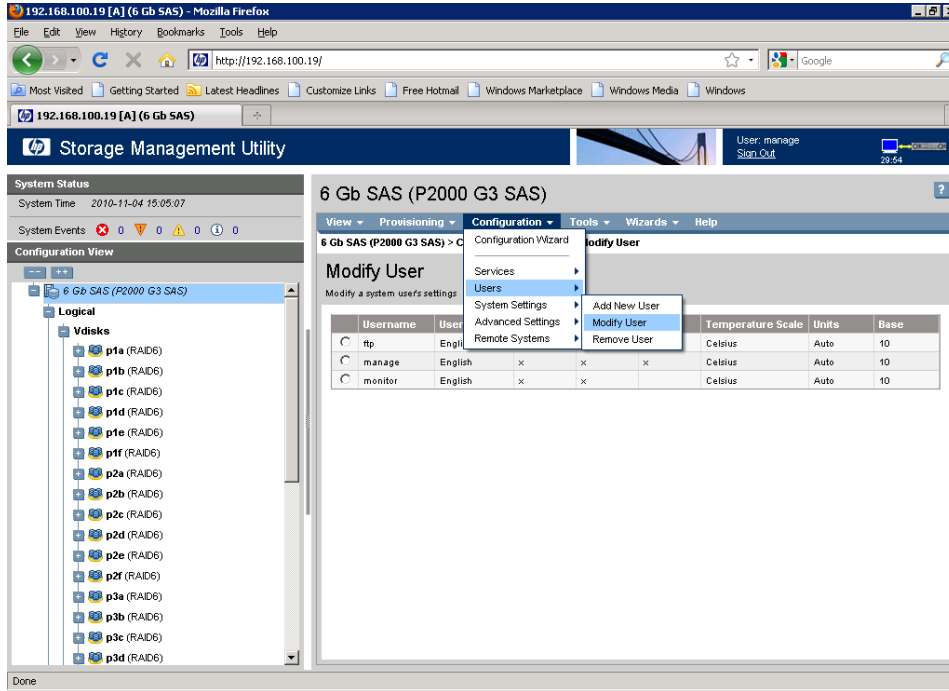 192.168.100.19 [A] (6 Gb SAS) - Mozilla Firefox
File Edit View History Bookmarks Tools Help
http://192.168.100.19/
Google
Most Visited Getting Started Latest Headlines Customize Links Free Hotmail Windows Marketplace Windows Media Windows
192.168.100.19 [A] (6 Gb SAS)
hp Storage Management Utility
User: manage
Sign Out
29:54
System Status
System Time 2010-11-04 15:05:07
System Events 0 0 0 0
Configuration View
6 Gb SAS (P2000 G3 SAS)
Logical
Vdisks
p1a (RAID6)
p1b (RAID6)
p1c (RAID6)
p1d (RAID6)
p1e (RAID6)
p1f (RAID6)
p2a (RAID6)
p2b (RAID6)
p2c (RAID6)
p2d (RAID6)
p2e (RAID6)
p2f (RAID6)
p3a (RAID6)
p3b (RAID6)
p3c (RAID6)
p3d (RAID6)
6 Gb SAS (P2000 G3 SAS)
?
View Provisioning Configuration Tools Wizards Help
6 Gb SAS (P2000 G3 SAS) > C
odify User
Configuration Wizard
Services
Users
System Settings
Advanced Settings
Remote Systems
Add New User
Modify User
Remove User
Modify User
Modify a system user's settings
Username User Temperature Scale Units Base
ftp Englis Celsius Auto 10
manage English x x x Celsius Auto 10
monitor English x x Celsius Auto 10
Done